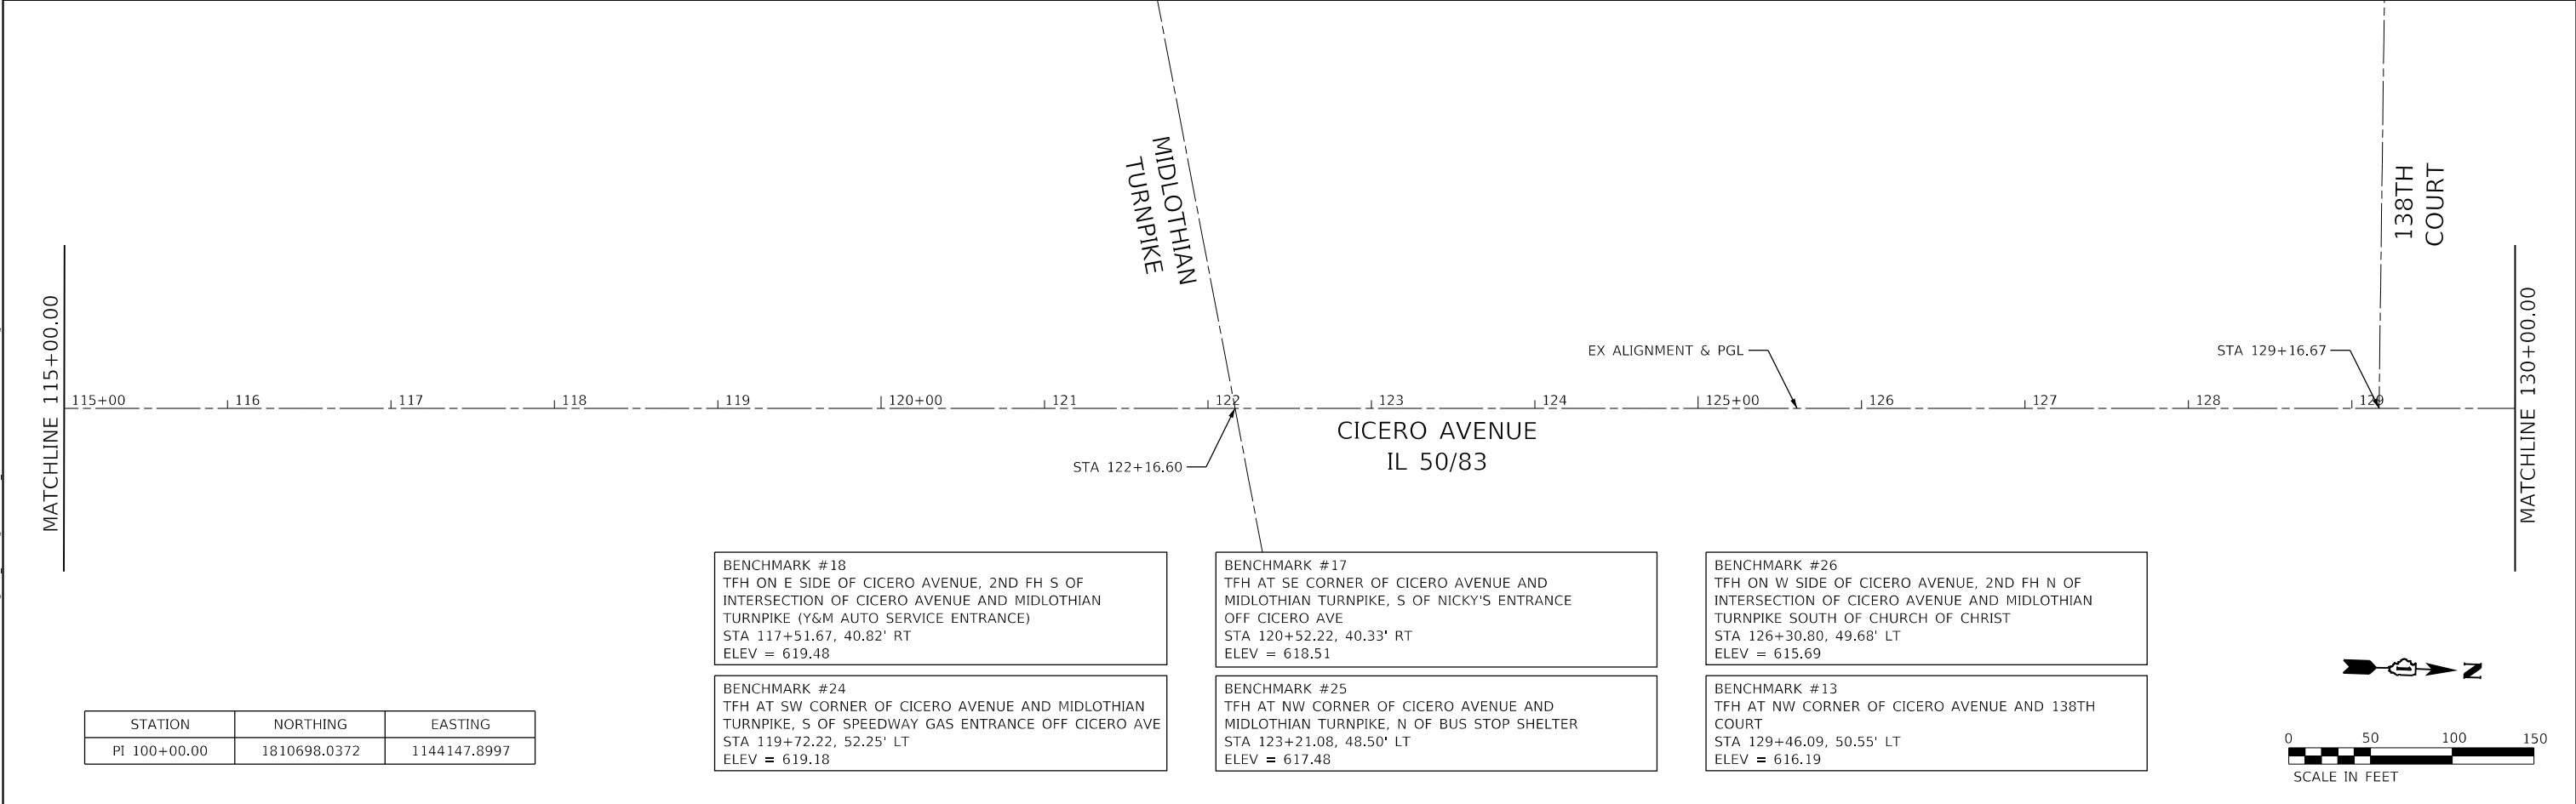 MIDLOTHIAN
TURNPIKE
138TH
COURT
MATCHLINE 115+00.00
MATCHLINE 130+00.00
EX ALIGNMENT & PGL
STA 129+16.67
115+00 116 117 118 119 120+00 121 122 123 124 125+00 126 127 128 129
CICERO AVENUE
IL 50/83
STA 122+16.60
BENCHMARK #18
TFH ON E SIDE OF CICERO AVENUE, 2ND FH S OF
INTERSECTION OF CICERO AVENUE AND MIDLOTHIAN
TURNPIKE (Y&M AUTO SERVICE ENTRANCE)
STA 117+51.67, 40.82' RT
ELEV = 619.48
BENCHMARK #17
TFH AT SE CORNER OF CICERO AVENUE AND
MIDLOTHIAN TURNPIKE, S OF NICKY'S ENTRANCE
OFF CICERO AVE
STA 120+52.22, 40.33' RT
ELEV = 618.51
BENCHMARK #26
TFH ON W SIDE OF CICERO AVENUE, 2ND FH N OF
INTERSECTION OF CICERO AVENUE AND MIDLOTHIAN
TURNPIKE SOUTH OF CHURCH OF CHRIST
STA 126+30.80, 49.68' LT
ELEV = 615.69
BENCHMARK #24
TFH AT SW CORNER OF CICERO AVENUE AND MIDLOTHIAN
TURNPIKE, S OF SPEEDWAY GAS ENTRANCE OFF CICERO AVE
STA 119+72.22, 52.25' LT
ELEV = 619.18
BENCHMARK #25
TFH AT NW CORNER OF CICERO AVENUE AND
MIDLOTHIAN TURNPIKE, N OF BUS STOP SHELTER
STA 123+21.08, 48.50' LT
ELEV = 617.48
BENCHMARK #13
TFH AT NW CORNER OF CICERO AVENUE AND 138TH
COURT
STA 129+46.09, 50.55' LT
ELEV = 616.19
STATION NORTHING EASTING
PI 100+00.00 1810698.0372 1144147.8997
N
0 50 100 150
SCALE IN FEET